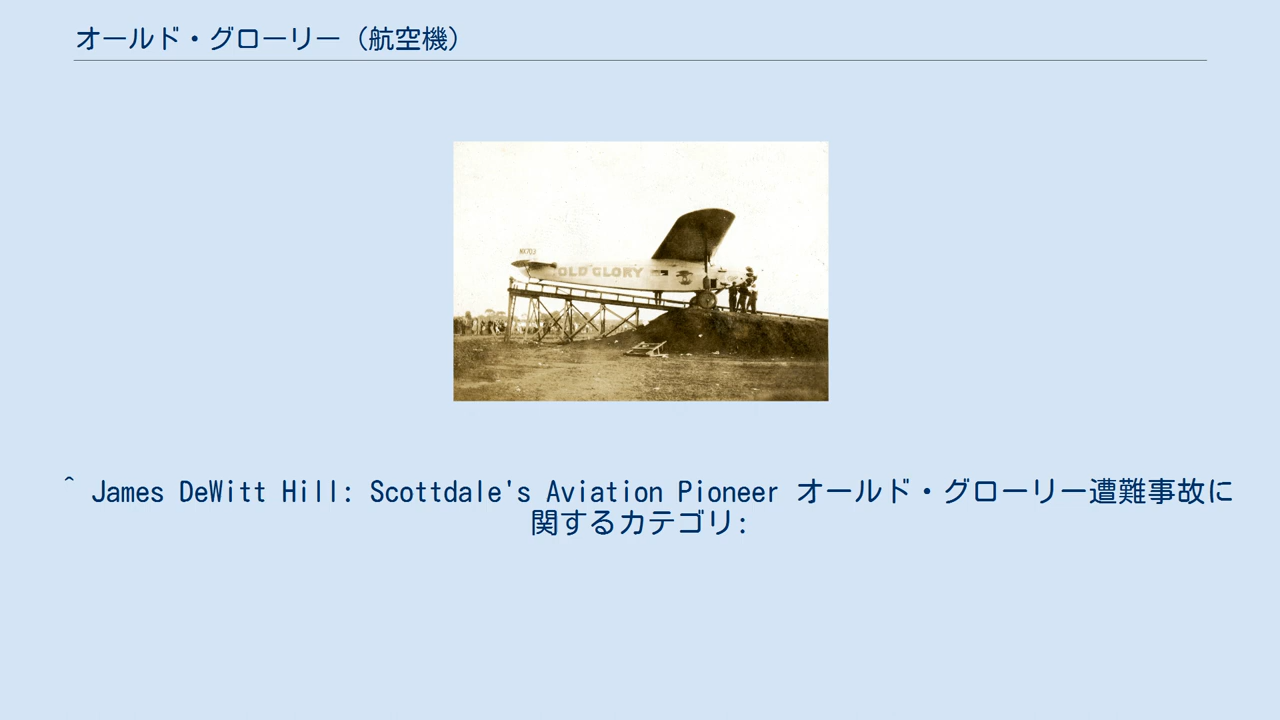 オールド・グローリー（航空機）
NX703
OLD GLORY
^ James DeWitt Hill: Scottdale's Aviation Pioneer オールド・グローリー遭難事故に
関するカテゴリ: